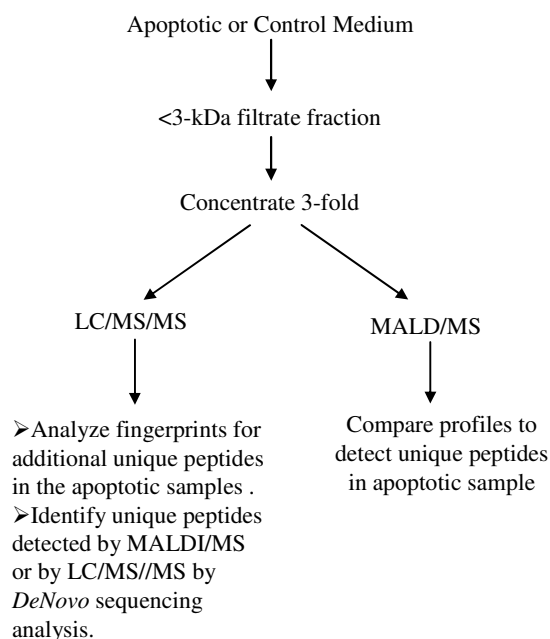 Apoptotic or Control Medium
<3-kDa filtrate fraction
Concentrate 3-fold
LC/MS/MS
➢Analyze fingerprints for
additional unique peptides
in the apoptotic samples .
➢Identify unique peptides
detected by MALDI/MS
or by LC/MS//MS by
DeNovo sequencing
analysis.
MALD/MS
Compare profiles to
detect unique peptides
in apoptotic sample